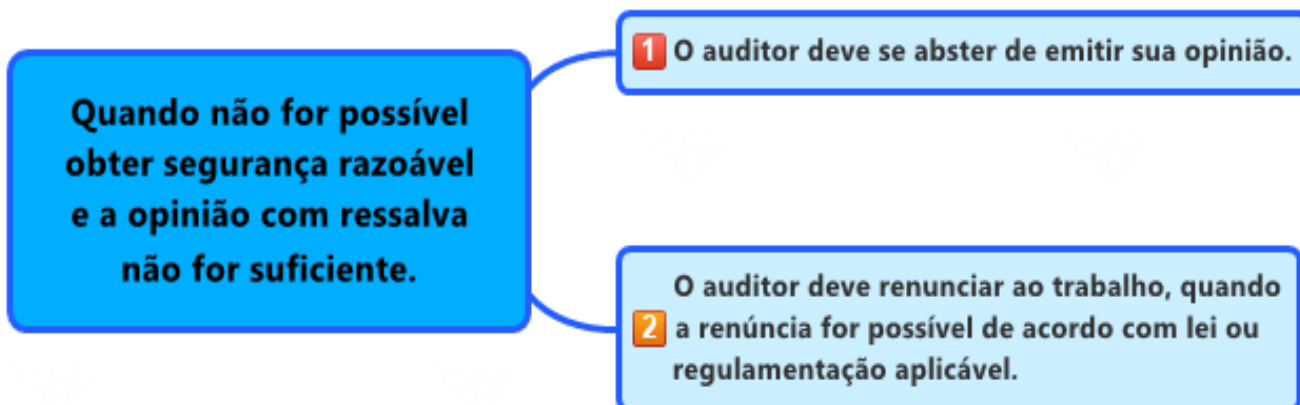 Quando não for possível
obter segurança razoável
e a opinião com ressalva
não for suficiente.
1 O auditor deve se abster de emitir sua opinião.
O auditor deve renunciar ao trabalho, quando
2 a renúncia for possível de acordo com lei ou
regulamentação aplicável.